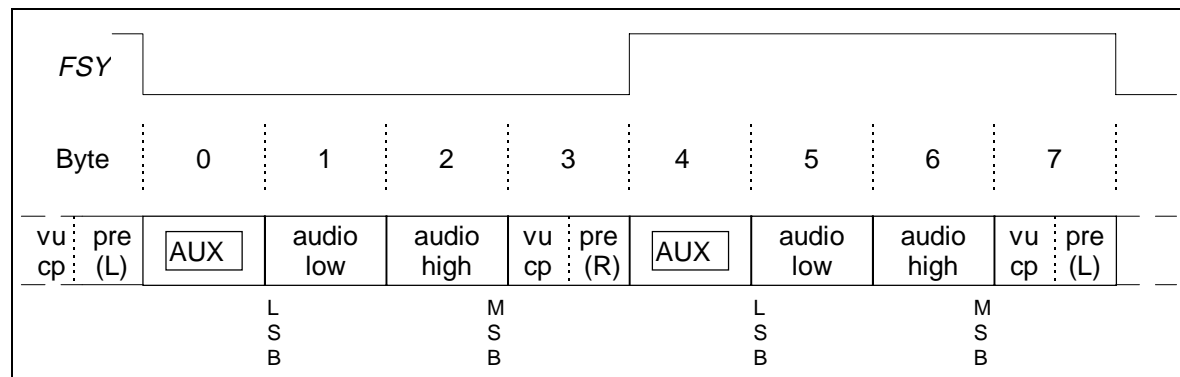 FSY
Byte 0 1 2 3 4 5 6 7
vu pre audio audio vu pre audio audio vu pre
AUX AUX
cp (L) low high cp (R) low high cp (L)
L M L M
S S S S
B B B B